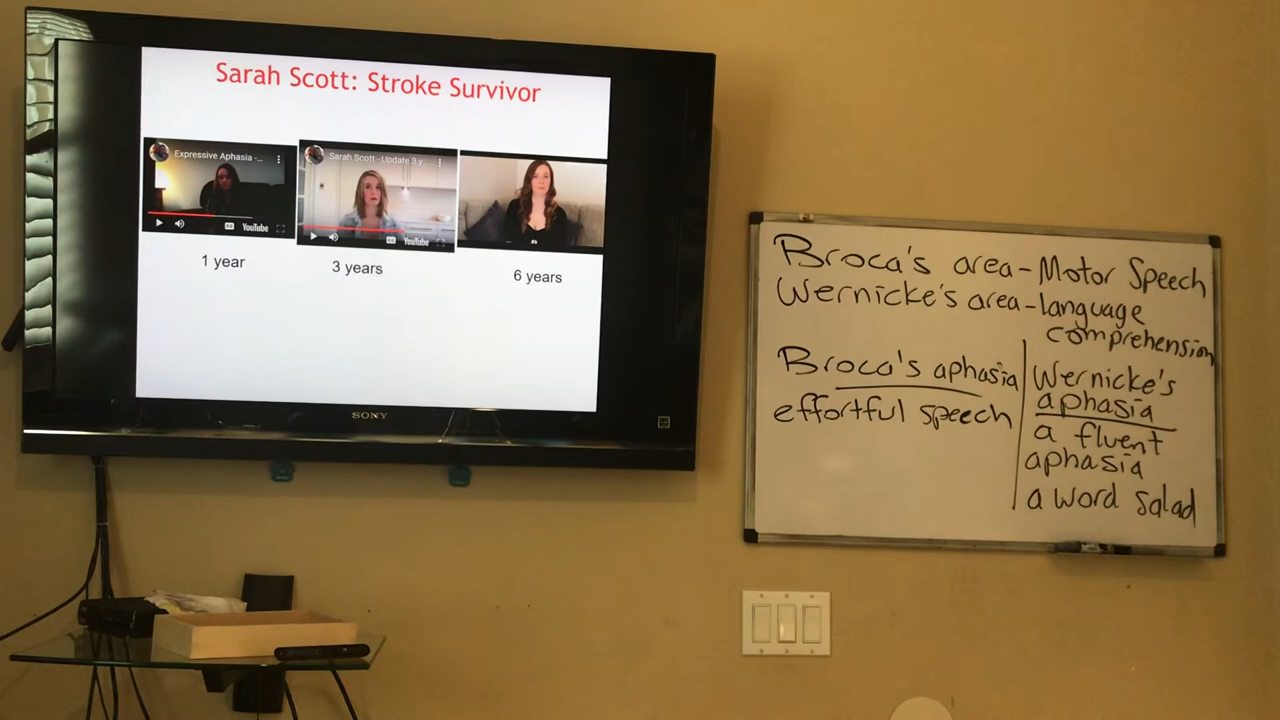 Sarah Scott: Stroke Survivor
Expressive Aphasia -...
Sarah Scott - Update 3 y
YouTube
YouTube
1 year
3 years
6 years
SONY
Broca's area - Motor Speech
Wernicke's area - language
comprehension
Broca's aphasia
effortful speech
Wernicke's
aphasia
a fluent
aphasia
a word salad